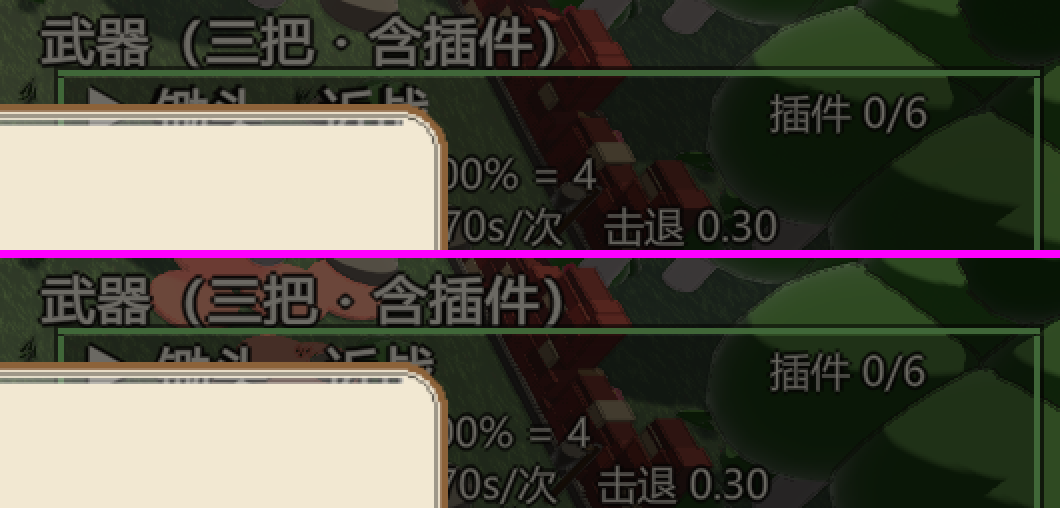 武器（三把·含插件）
插件 0/6
00% = 4
70s/次 击退 0.30
武器（三把·含插件）
插件 0/6
00% = 4
70s/次 击退 0.30